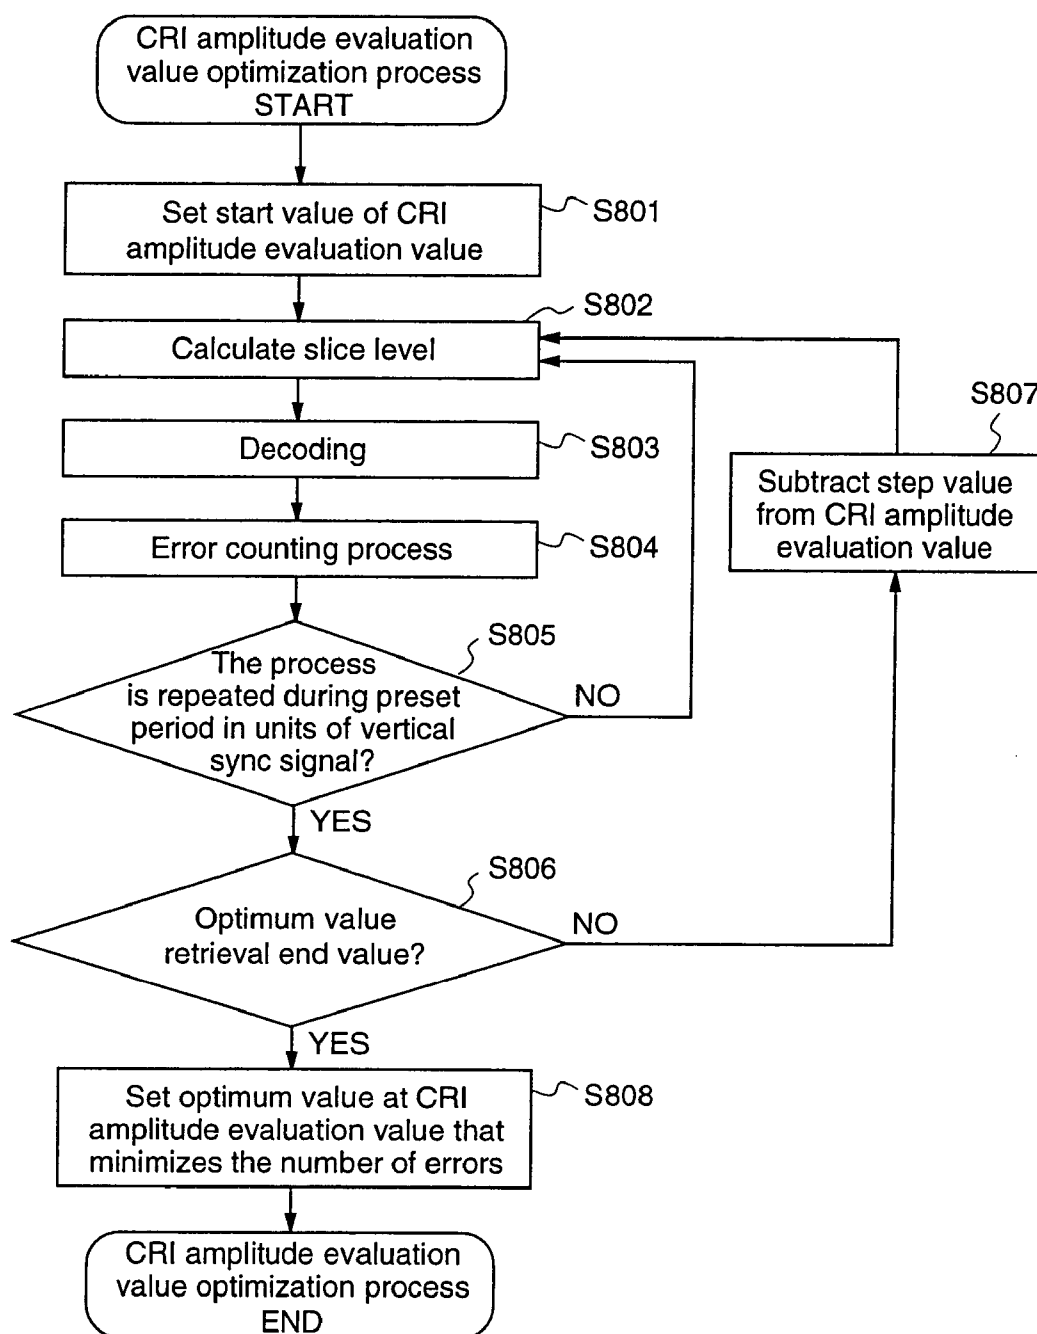 CRI amplitude evaluation
value optimization process
START
Set start value of CRI
amplitude evaluation value
S801
S802
Calculate slice level
Decoding
S803
Error counting process
S804
S805
The process
is repeated during preset
period in units of vertical
sync signal?
NO
YES
S806
Optimum value
retrieval end value?
NO
YES
S807
Subtract step value
from CRI amplitude
evaluation value
Set optimum value at CRI
amplitude evaluation value that
minimizes the number of errors
S808
CRI amplitude evaluation
value optimization process
END